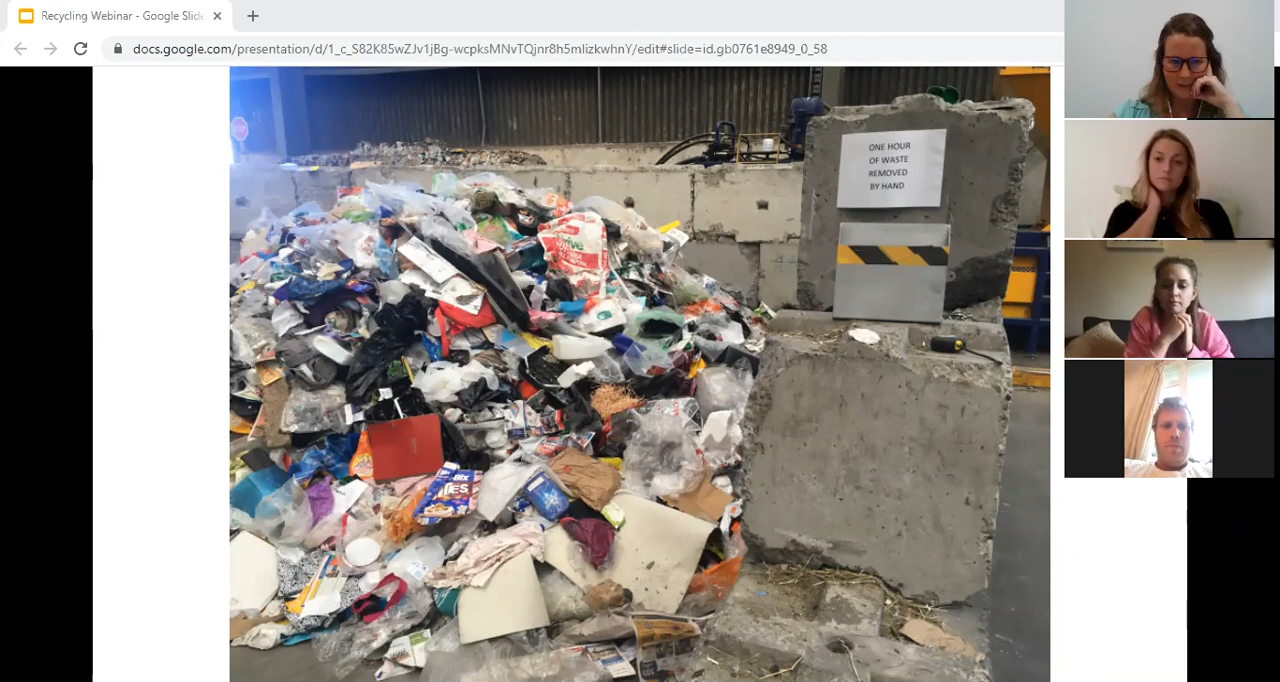 Recycling Webinar - Google Slid
docs.google.com/presentation/d/1_c_S82K85wZJv1jBg-wcpksMNvTQjnr8h5mlizkwhnY/edit#slide=id.gb0761e8949_0_58
ONE HOUR
OF WASTE
REMOVED
BY HAND